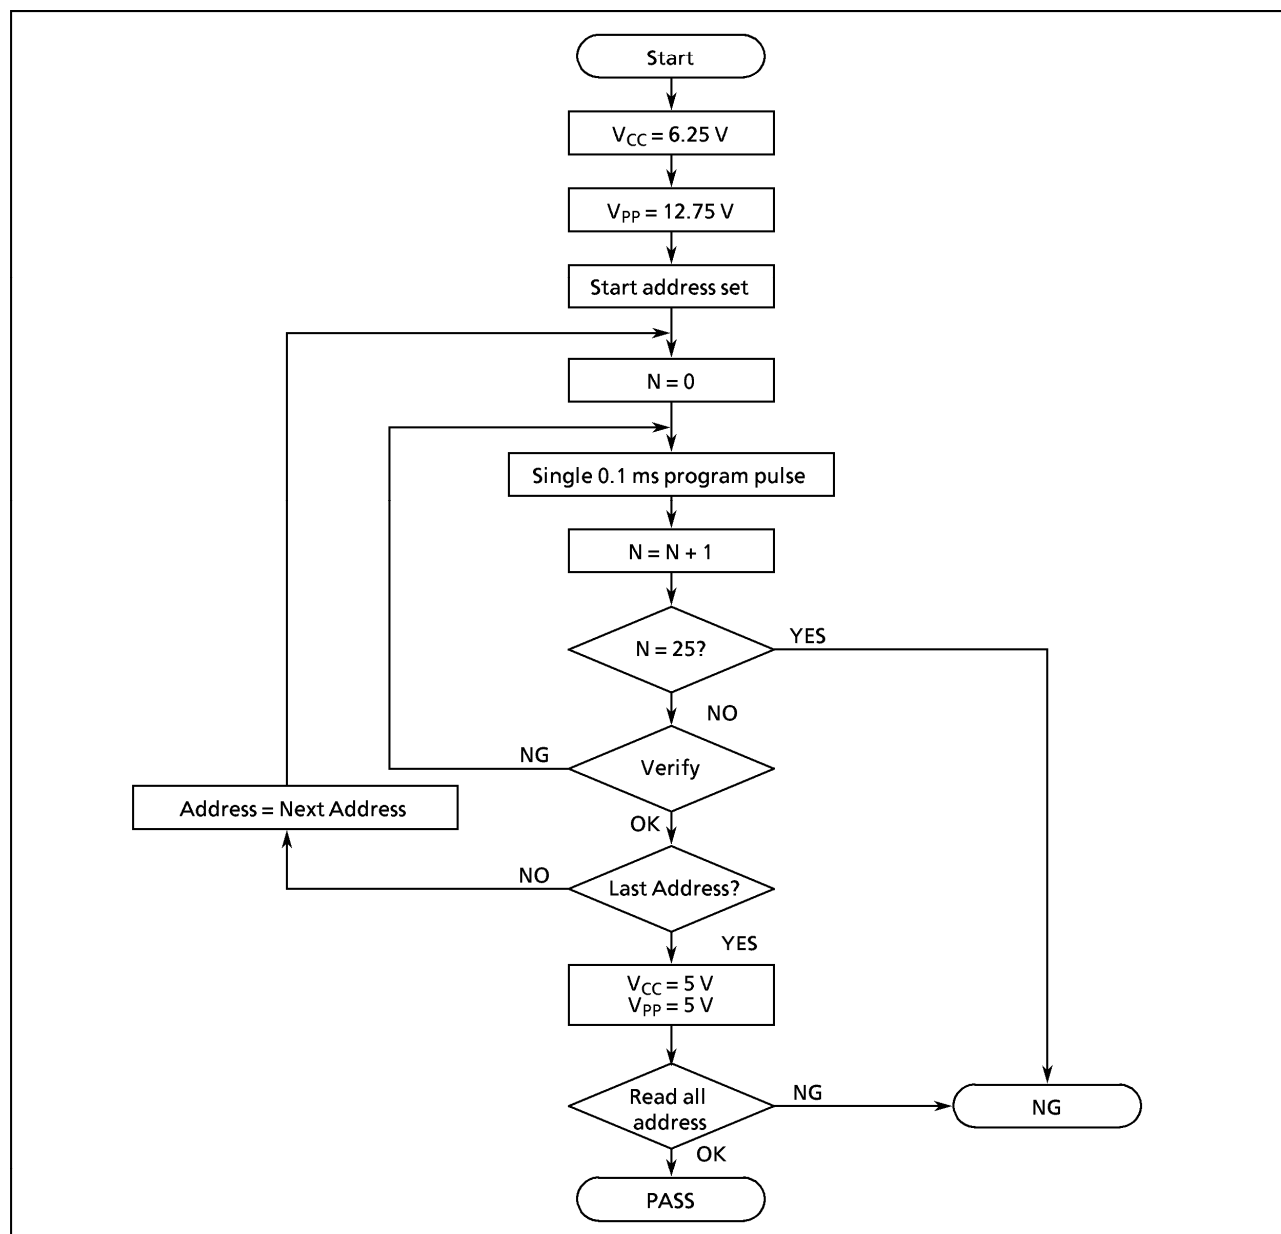 Start
VCC = 6.25 V
VPP = 12.75 V
Start address set
N = 0
Single 0.1 ms program pulse
N = N + 1
N = 25?
YES
NO
NG
Verify
Address = Next Address
OK
NO
Last Address?
YES
VCC = 5 V
VPP = 5 V
Read all
address
NG
NG
OK
PASS